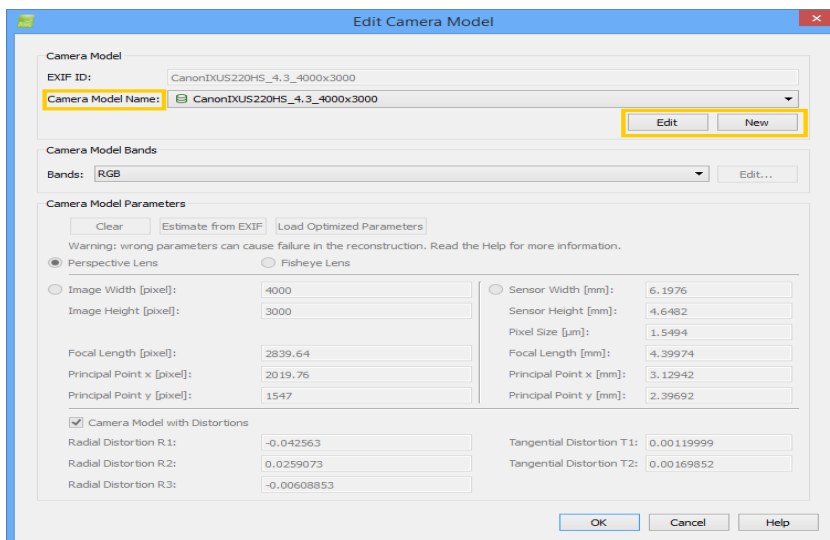 Edit Camera Model
Camera Model
EXIF ID: CanonIXUS220HS_4.3_4000x3000
Camera Model Name: CanonIXUS220HS_4.3_4000x3000
Edit New
Camera Model Bands
Bands: RGB Edit...
Camera Model Parameters
Clear Estimate from EXIF Load Optimized Parameters
Warning: wrong parameters can cause failure in the reconstruction. Read the Help for more information.
Perspective Lens Fisheye Lens
Image Width [pixel]: 4000 Sensor Width [mm]: 6.1976
Image Height [pixel]: 3000 Sensor Height [mm]: 4.6482
Pixel Size [µm]: 1.5494
Focal Length [pixel]: 2839.64 Focal Length [mm]: 4.39974
Principal Point x [pixel]: 2019.76 Principal Point x [mm]: 3.12942
Principal Point y [pixel]: 1547 Principal Point y [mm]: 2.39692
Camera Model with Distortions
Radial Distortion R1: -0.042563 Tangential Distortion T1: 0.00119999
Radial Distortion R2: 0.0259073 Tangential Distortion T2: 0.00169852
Radial Distortion R3: -0.00608853
OK Cancel Help